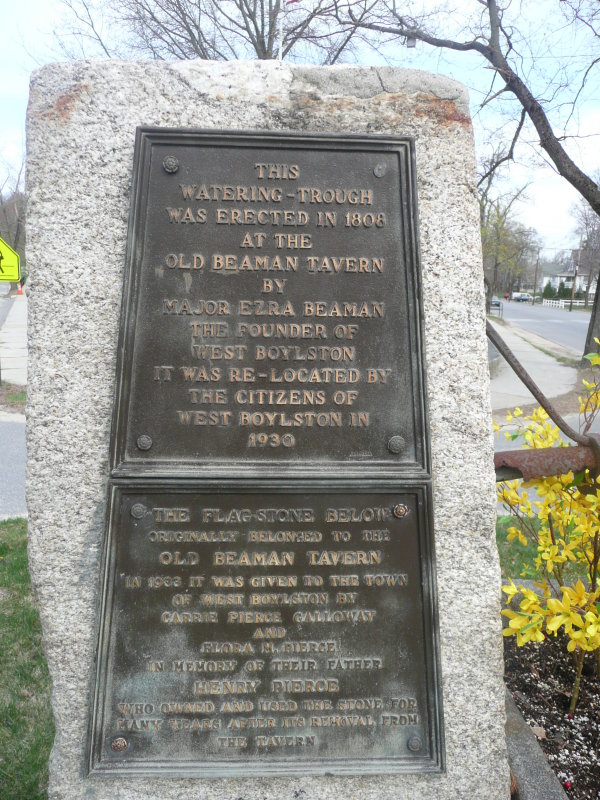 THIS
WATERING-TROUGH
WAS ERECTED IN 1808
AT THE
OLD BEAMAN TAVERN
BY
MAJOR EZRA BEAMAN
THE FOUNDER OF
WEST BOYLSTON
IT WAS RE-LOCATED BY
THE CITIZENS OF
WEST BOYLSTON IN
1930
THE FLAG-STONE BELOW
ORIGINALLY BELONGED TO THE
OLD BEAMAN TAVERN
IN 1933 IT WAS GIVEN TO THE TOWN
OF WEST BOYLSTON BY
CARRIE PIERCE GALLOWAY
AND
FLORA M. PIERCE
IN MEMORY OF THEIR FATHER
HENRY PIERCE
WHO OWNED AND USED THE STONE FOR
MANY YEARS AFTER ITS REMOVAL FROM
THE TAVERN